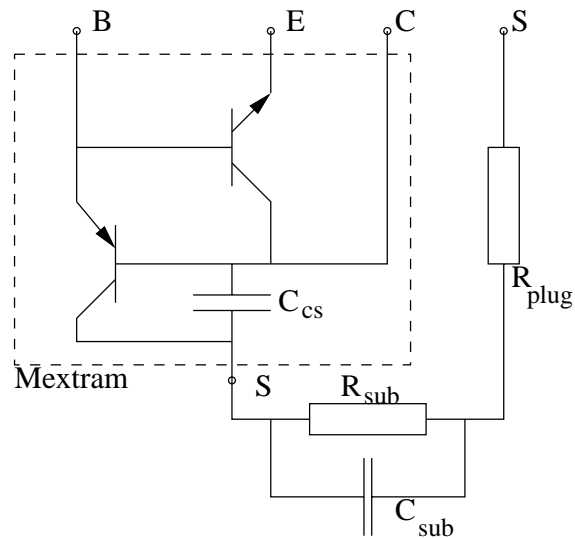 B E C S
R_plug
C_cs
Mextram
S
R_sub
C_sub